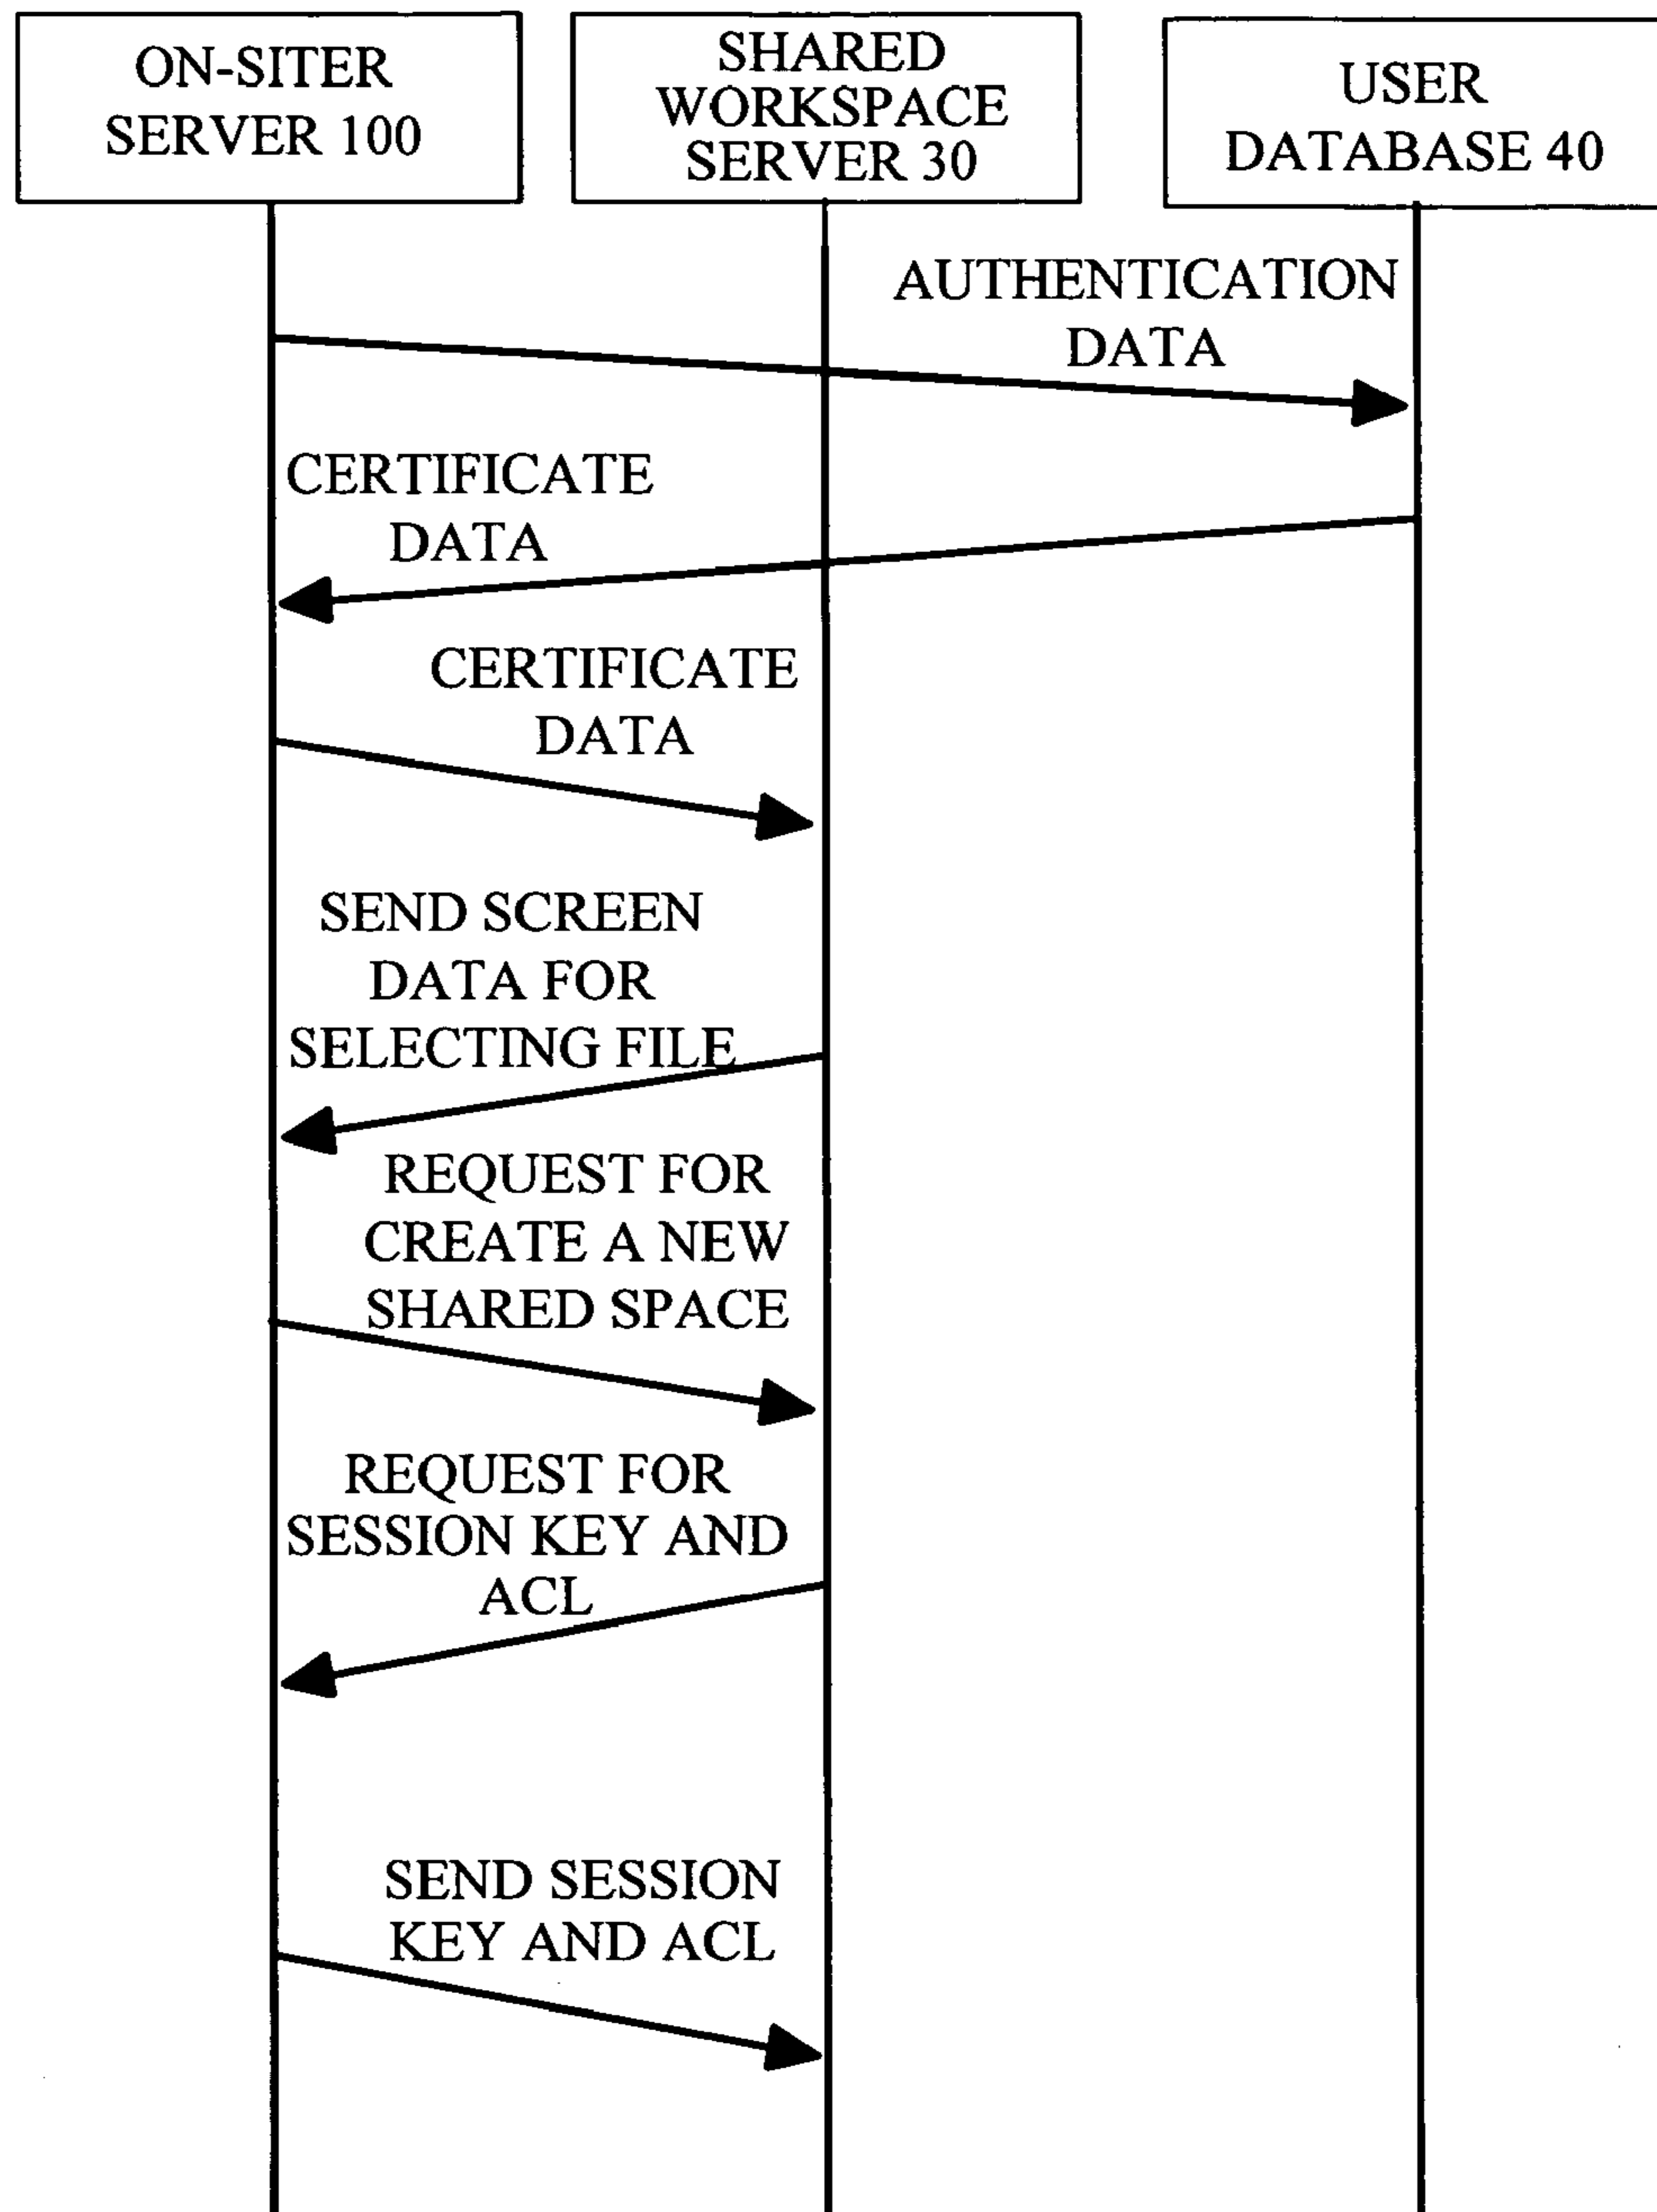 ON-SITER
SERVER 100
SHARED
WORKSPACE
SERVER 30
USER
DATABASE 40
AUTHENTICATION
DATA
CERTIFICATE
DATA
CERTIFICATE
DATA
SEND SCREEN
DATA FOR
SELECTING FILE
REQUEST FOR
CREATE A NEW
SHARED SPACE
REQUEST FOR
SESSION KEY AND
ACL
SEND SESSION
KEY AND ACL